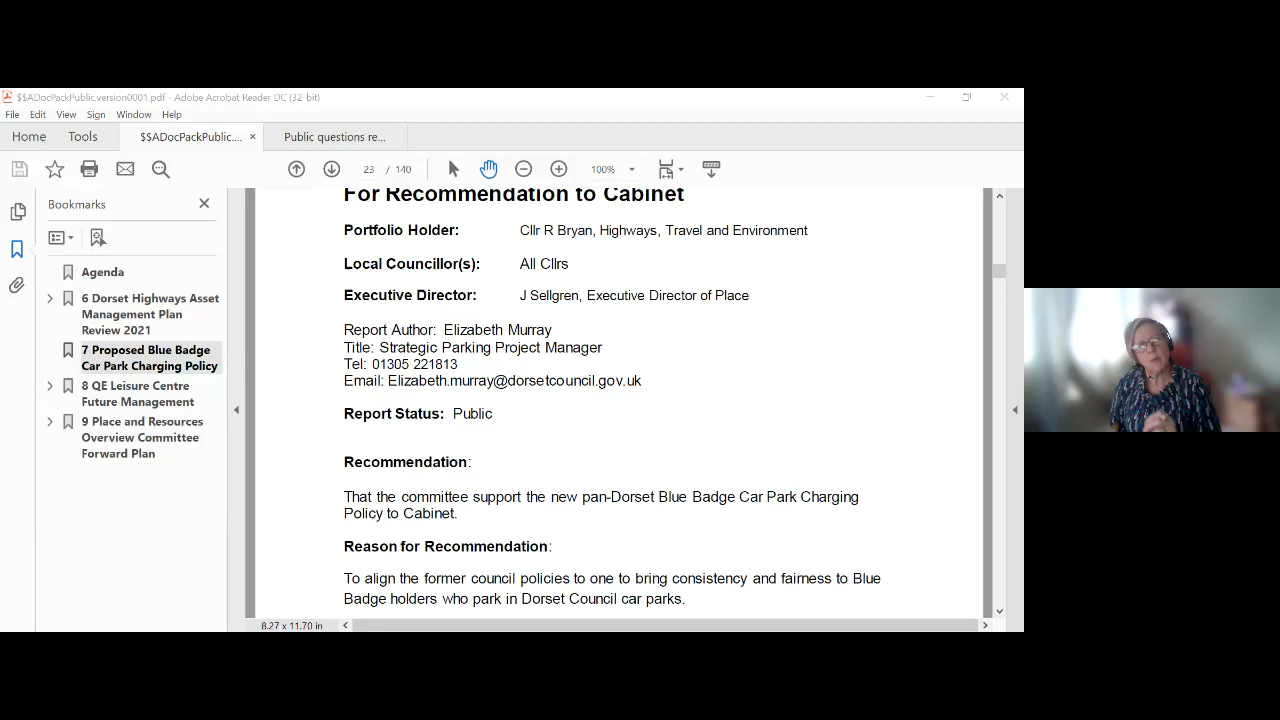 $$ADocPackPublic.version0001.pdf - Adobe Acrobat Reader DC (32-bit)
File Edit View Sign Window Help
Home Tools $$ADocPackPublic.... × Public questions re...
23 / 140 100%
Bookmarks
Agenda
6 Dorset Highways Asset
Management Plan
Review 2021
7 Proposed Blue Badge
Car Park Charging Policy
8 QE Leisure Centre
Future Management
9 Place and Resources
Overview Committee
Forward Plan
For Recommendation to Cabinet
Portfolio Holder: Cllr R Bryan, Highways, Travel and Environment
Local Councillor(s): All Cllrs
Executive Director: J Sellgren, Executive Director of Place
Report Author: Elizabeth Murray
Title: Strategic Parking Project Manager
Tel: 01305 221813
Email: Elizabeth.murray@dorsetcouncil.gov.uk
Report Status: Public
Recommendation:
That the committee support the new pan-Dorset Blue Badge Car Park Charging
Policy to Cabinet.
Reason for Recommendation:
To align the former council policies to one to bring consistency and fairness to Blue
Badge holders who park in Dorset Council car parks.
8.27 x 11.70 in